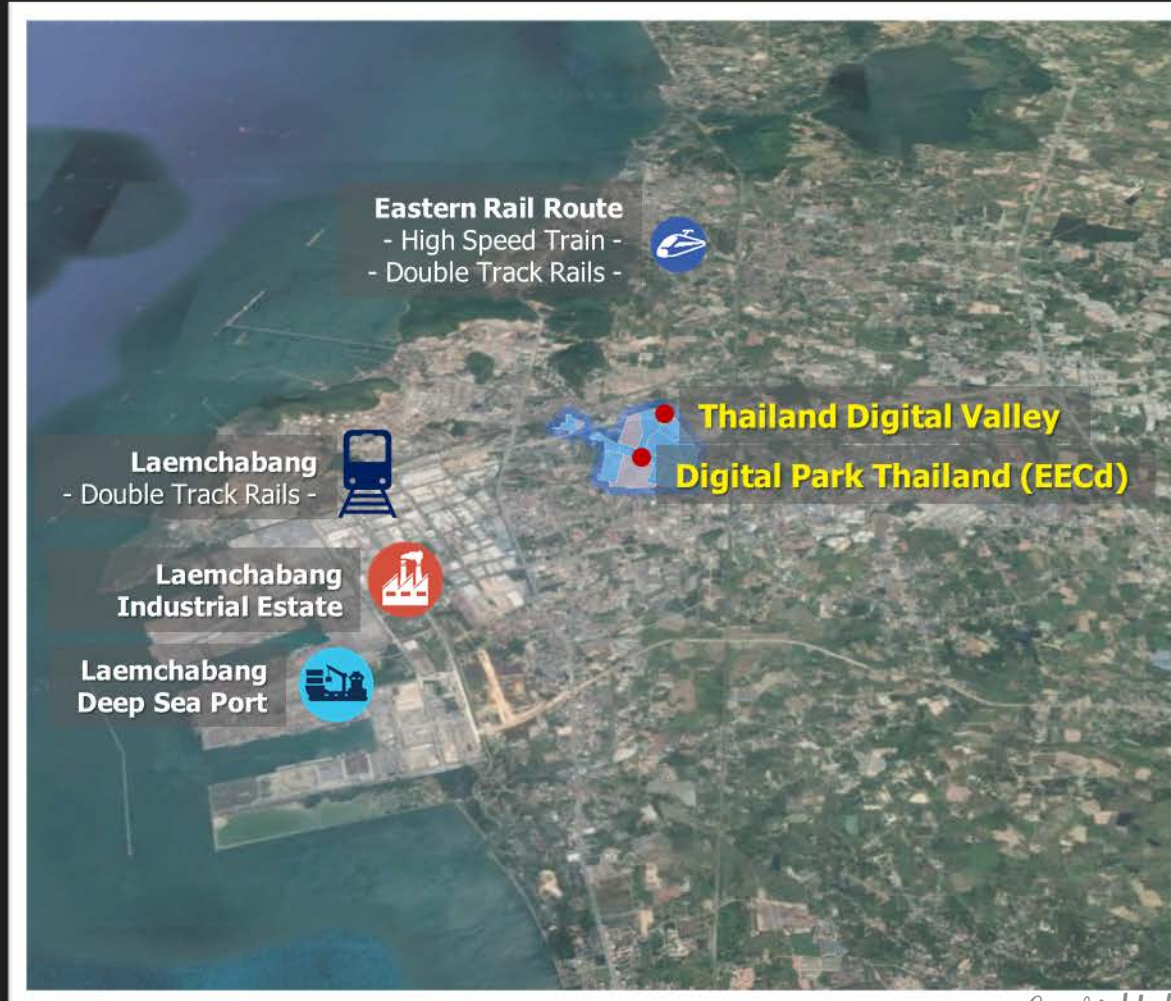 Eastern Rail Route
- High Speed Train -
- Double Track Rails -
Thailand Digital Valley
Digital Park Thailand (EECd)
Laemchabang
- Double Track Rails -
Laemchabang
Industrial Estate
Laemchabang
Deep Sea Port